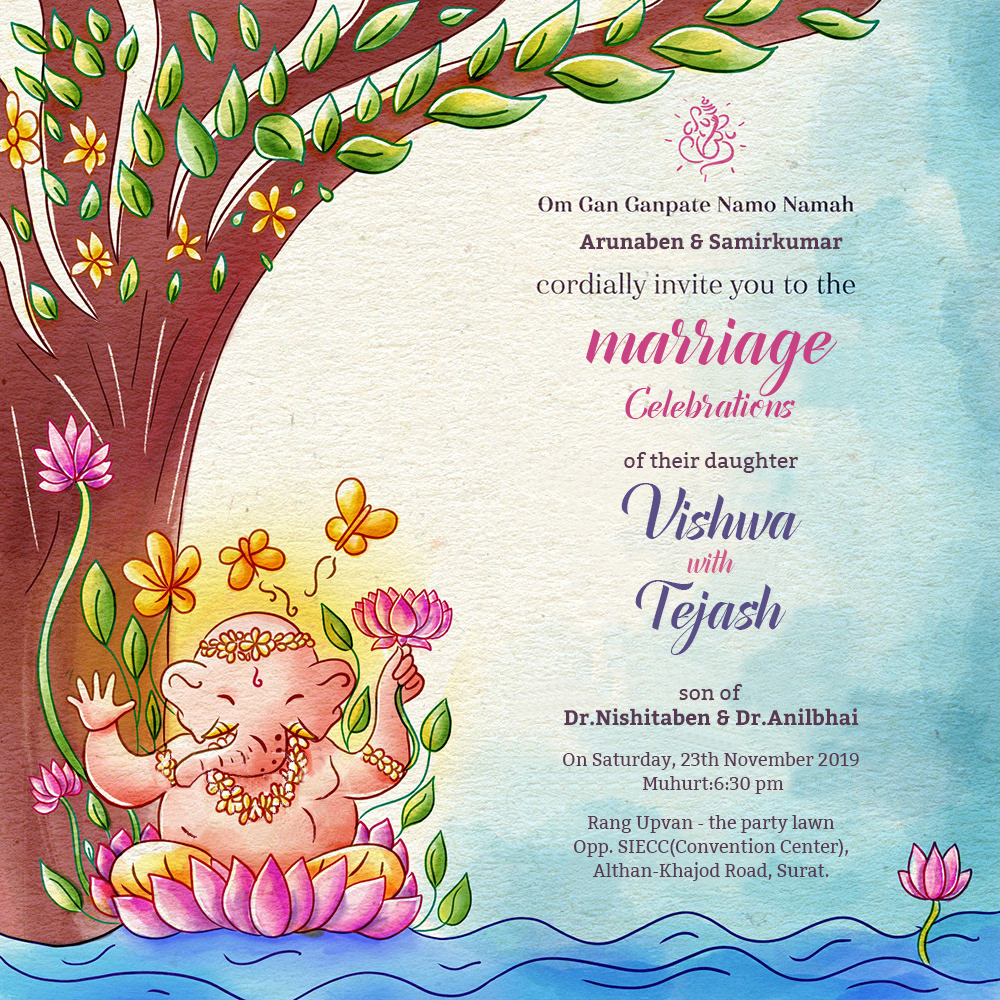 Om Gan Ganpate Namo Namah
Arunaben & Samirkumar
cordially invite you to the
marriage
Celebrations
of their daughter
Vishwa
with
Tejash
son of
Dr.Nishitaben & Dr.Anilbhai
On Saturday, 23th November 2019
Muhurt:6:30 pm
Rang Upvan - the party lawn
Opp. SIECC(Convention Center),
Althan-Khajod Road, Surat.